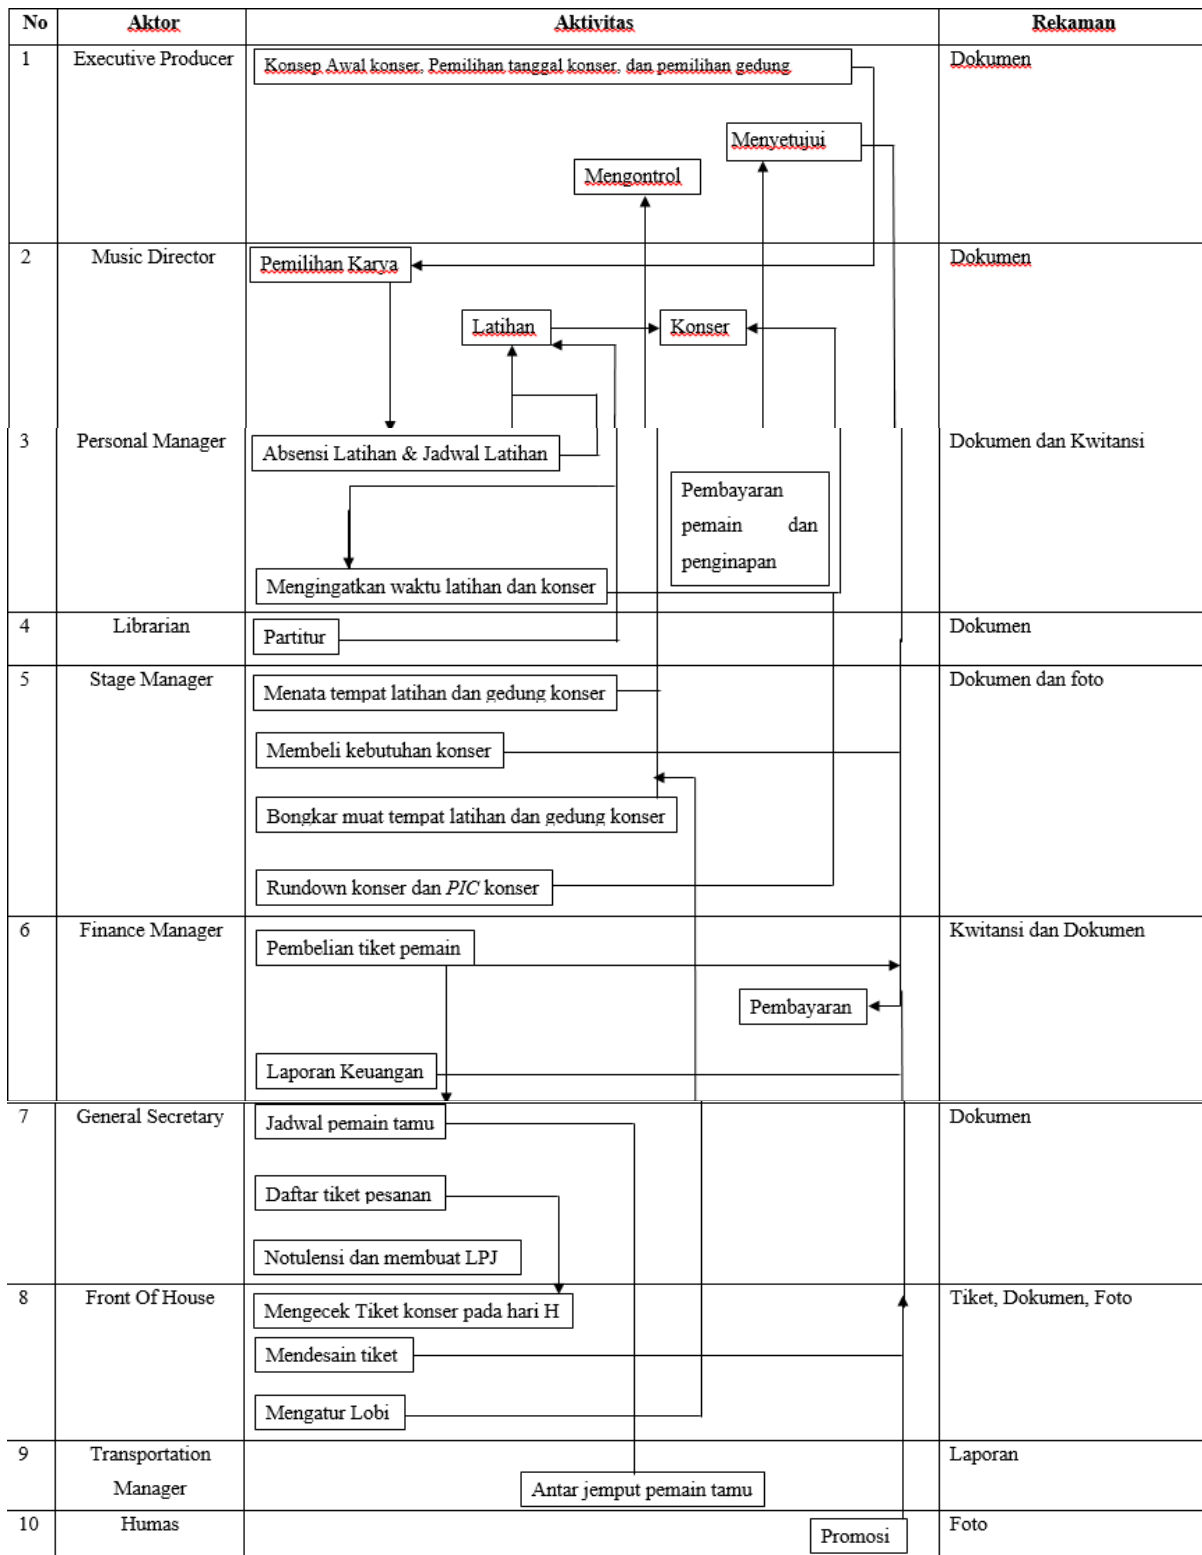 No Aktor Aktivitas Rekaman
1 Executive Producer Konsep Awal konser, Pemilihan tanggal konser, dan pemilihan gedung Dokumen
Menyetujui
Mengontrol
2 Music Director Pemilihan Karya Dokumen
Latihan Konser
3 Personal Manager Absensi Latihan & Jadwal Latihan Dokumen dan Kwitansi
Pembayaran
pemain dan
penginapan
Mengingatkan waktu latihan dan konser
4 Librarian Partitur Dokumen
5 Stage Manager Menata tempat latihan dan gedung konser Dokumen dan foto
Membeli kebutuhan konser
Bongkar muat tempat latihan dan gedung konser
Rundown konser dan PIC konser
6 Finance Manager Pembelian tiket pemain Kwitansi dan Dokumen
Pembayaran
Laporan Keuangan
7 General Secretary Jadwal pemain tamu Dokumen
Daftar tiket pesanan
Notulensi dan membuat LPJ
8 Front Of House Mengecek Tiket konser pada hari H Tiket, Dokumen, Foto
Mendesain tiket
Mengatur Lobi
9 Transportation Laporan
Manager Antar jemput pemain tamu
10 Humas Promosi Foto